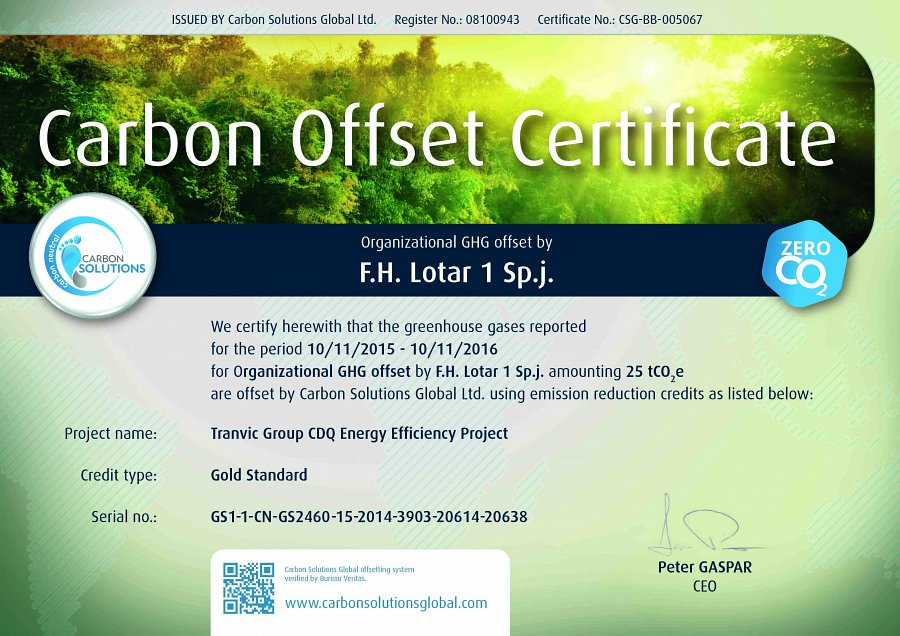 ISSUED BY Carbon Solutions Global Ltd. Register No.: 08100943 Certificate No.: CSG-BB-005067
Carbon Offset Certificate
carbon neutral
CARBON
SOLUTIONS
Organizational GHG offset by
F.H. Lotar 1 Sp.j.
ZERO
CO2
We certify herewith that the greenhouse gases reported
for the period 10/11/2015 - 10/11/2016
for Organizational GHG offset by F.H. Lotar 1 Sp.j. amounting 25 tCO2e
are offset by Carbon Solutions Global Ltd. using emission reduction credits as listed below:
Project name: Tranvic Group CDQ Energy Efficiency Project
Credit type: Gold Standard
Serial no.: GS1-1-CN-GS2460-15-2014-3903-20614-20638
Carbon Solutions Global offsetting system
verified by Bureau Veritas.
www.carbonsolutionsglobal.com
Peter GASPAR
CEO